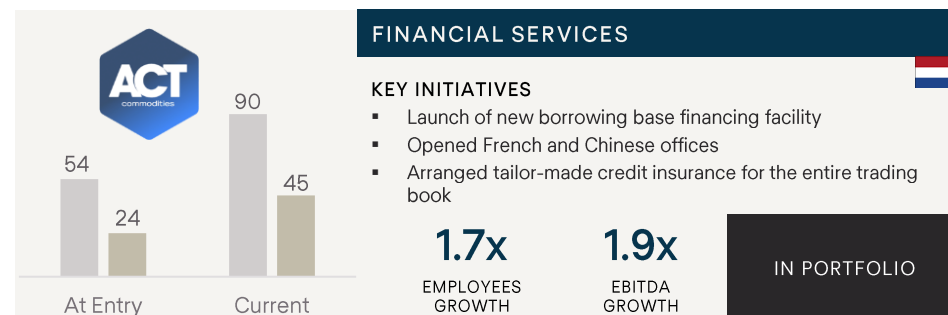 ACT
commodities
54
24
90
45
At Entry
Current
FINANCIAL SERVICES
KEY INITIATIVES
▪ Launch of new borrowing base financing facility
▪ Opened French and Chinese offices
▪ Arranged tailor-made credit insurance for the entire trading
book
1.7x
EMPLOYEES
GROWTH
1.9x
EBITDA
GROWTH
IN PORTFOLIO